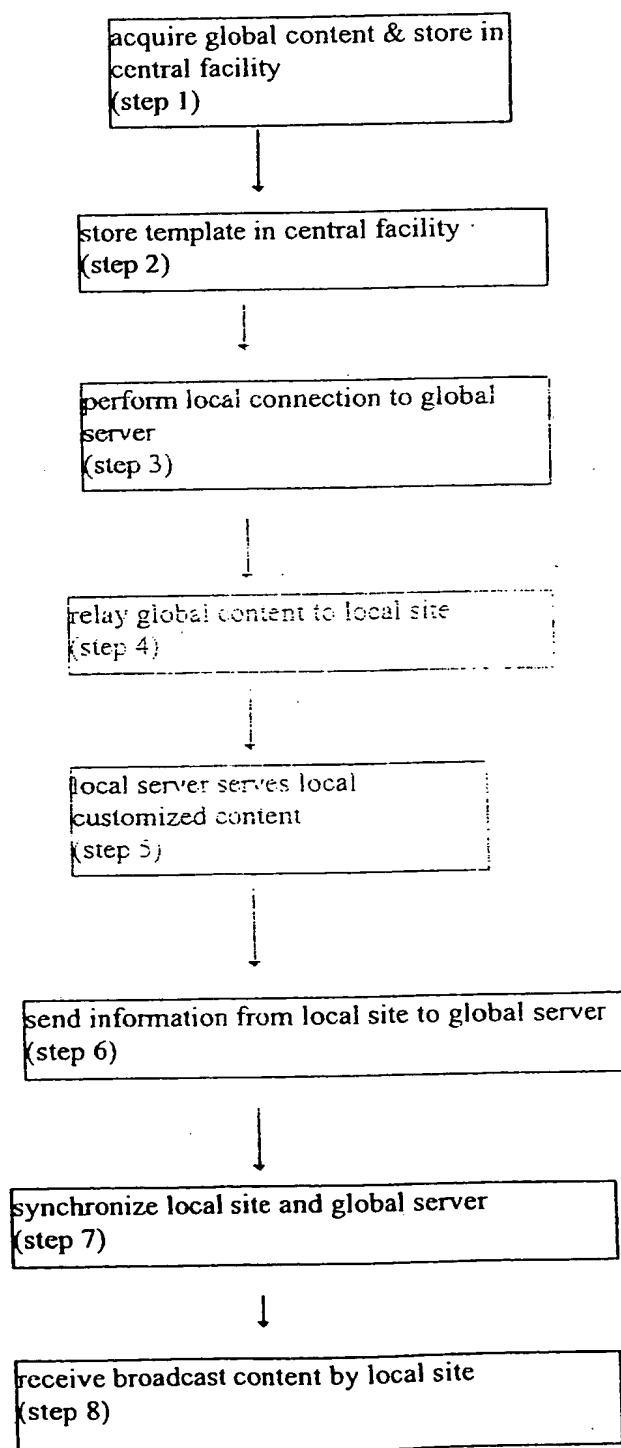 acquire global content & store in
central facility
(step 1)
store template in central facility
(step 2)
perform local connection to global
server
(step 3)
relay global content to local site
(step 4)
local server serves local
customized content
(step 5)
send information from local site to global server
(step 6)
synchronize local site and global server
(step 7)
receive broadcast content by local site
(step 8)